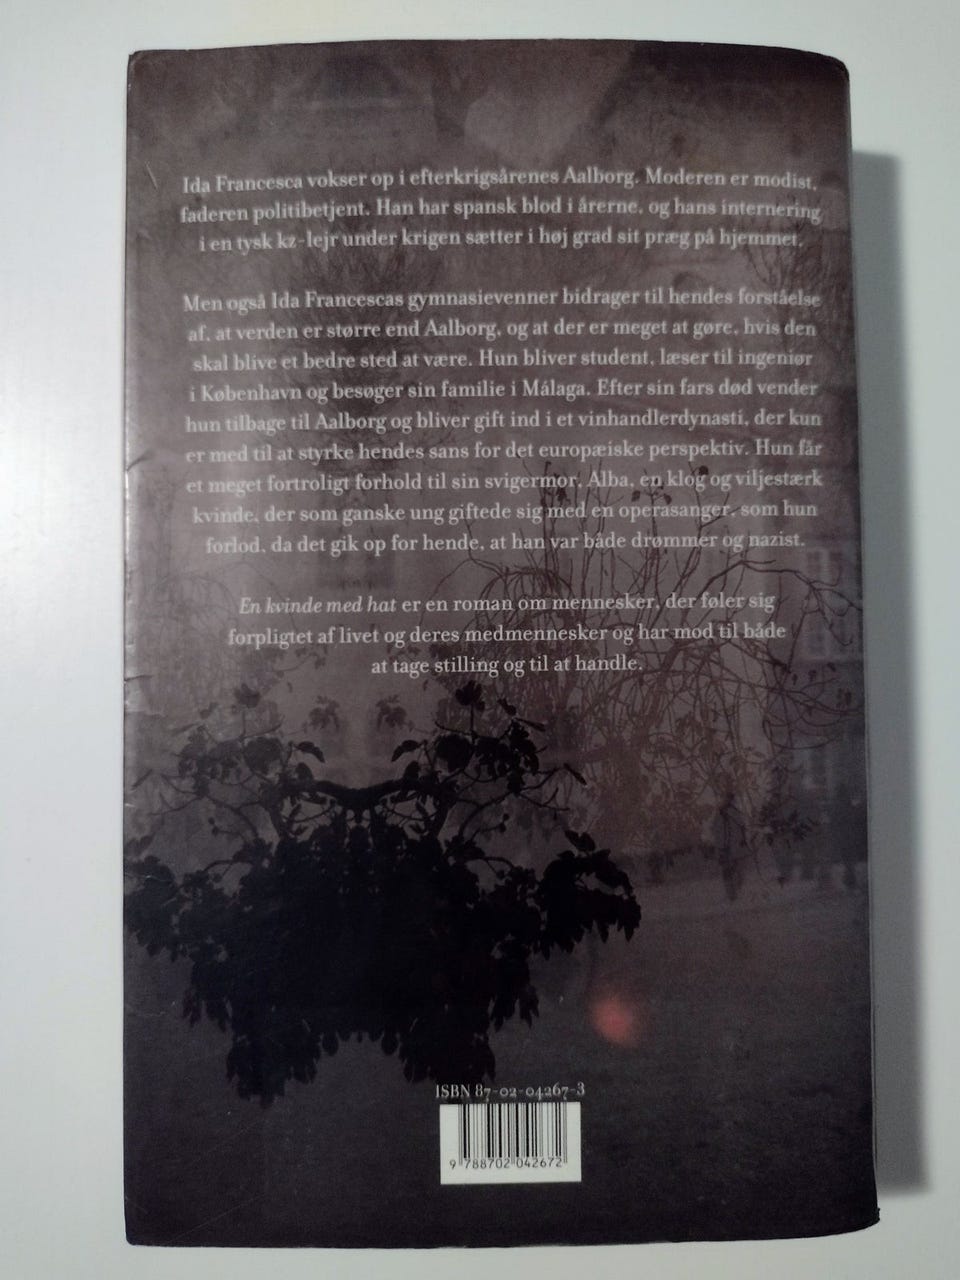 Ida Francesca vokser op i efterkrigsårenes Aalborg. Moderen er modist,
faderen politibetjent. Han har spansk blod i årerne, og hans internering
i en tysk kz-lejr under krigen sætter i høj grad sit præg på hjemmet.
Men også Ida Francescas gymnasievenner bidrager til hendes forståelse
af, at verden er større end Aalborg, og at der er meget at gøre, hvis den
skal blive et bedre sted at være. Hun bliver student, læser til ingeniør
i København og besøger sin familie i Málaga. Efter sin fars død vender
hun tilbage til Aalborg og bliver gift ind i et vinhandlerdynasti, der kun
er med til at styrke hendes sans for det europæiske perspektiv. Hun får
et meget fortroligt forhold til sin svigermor, Alba, en klog og viljestærk
kvinde, der som ganske ung giftede sig med en operasanger, som hun
forlod, da det gik op for hende, at han var både drømmer og nazist.
En kvinde med hat er en roman om mennesker, der føler sig
forpligtet af livet og deres medmennesker og har mod til både
at tage stilling og til at handle.
ISBN 87-02-04267-3
9 788702 042672